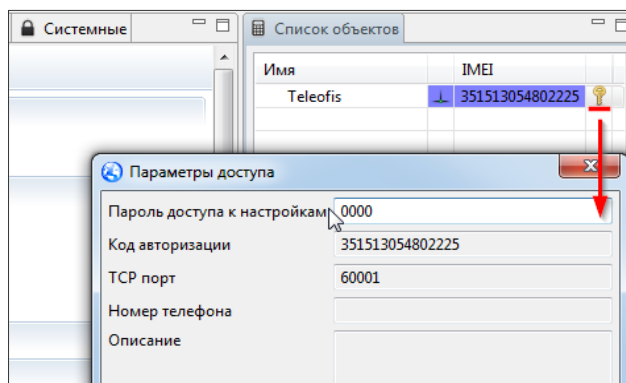 Системные
Список объектов
Имя IMEI
Teleofis 351513054802225
Параметры доступа
Пароль доступа к настройкам 0000
Код авторизации 351513054802225
TCP порт 60001
Номер телефона
Описание